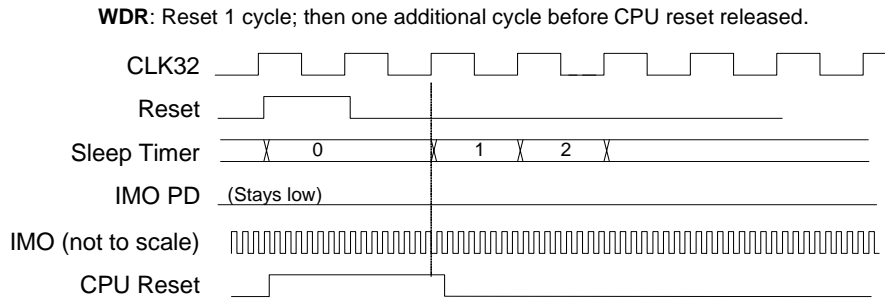 WDR: Reset 1 cycle; then one additional cycle before CPU reset released.
CLK32
Reset
Sleep Timer 0 1 2
IMO PD (Stays low)
IMO (not to scale)
CPU Reset